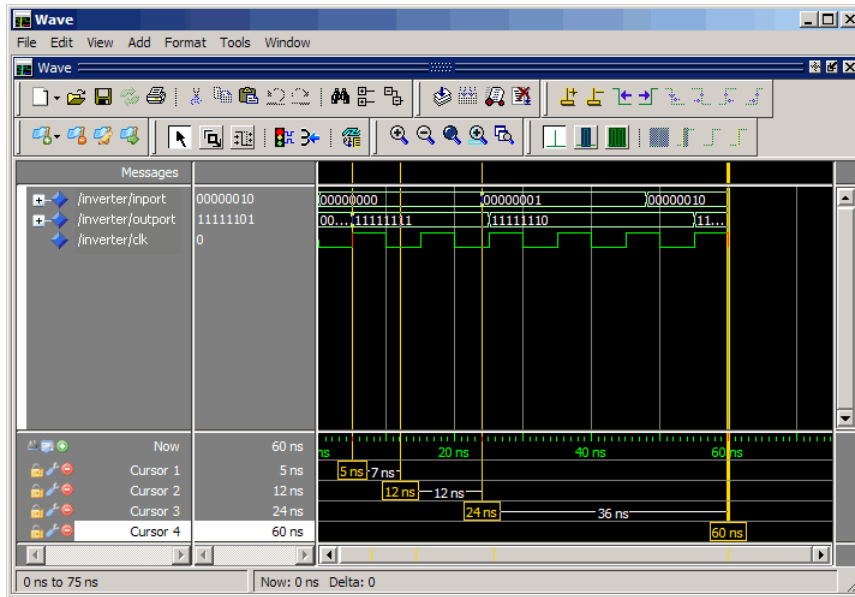 Wave
File Edit View Add Format Tools Window
Wave
Messages
/inverter/inport 00000010 00000000 00000001 00000010
/inverter/outport 11111101 00... 11111111 11111110 11...
/inverter/clk 0
Now 60 ns ns 20 ns 40 ns 60 ns
Cursor 1 5 ns 5 ns 7 ns
Cursor 2 12 ns 12 ns 12 ns
Cursor 3 24 ns 24 ns 36 ns
Cursor 4 60 ns 60 ns
0 ns to 75 ns Now: 0 ns Delta: 0